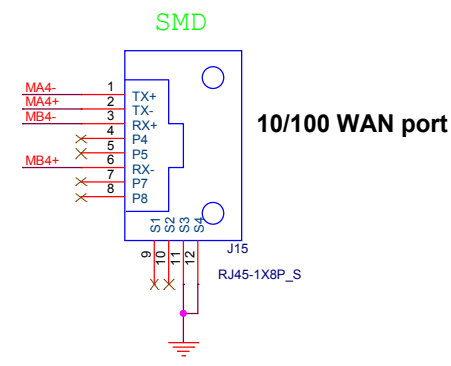 SMD
MA4- 1 TX+
MA4+ 2 TX-
MB4- 3 RX+
4 P4
5 P5
MB4+ 6 RX-
7 P7
8 P8
10/100 WAN port
S1 S2 S3 S4
9 10 11 12
J15
RJ45-1X8P_S